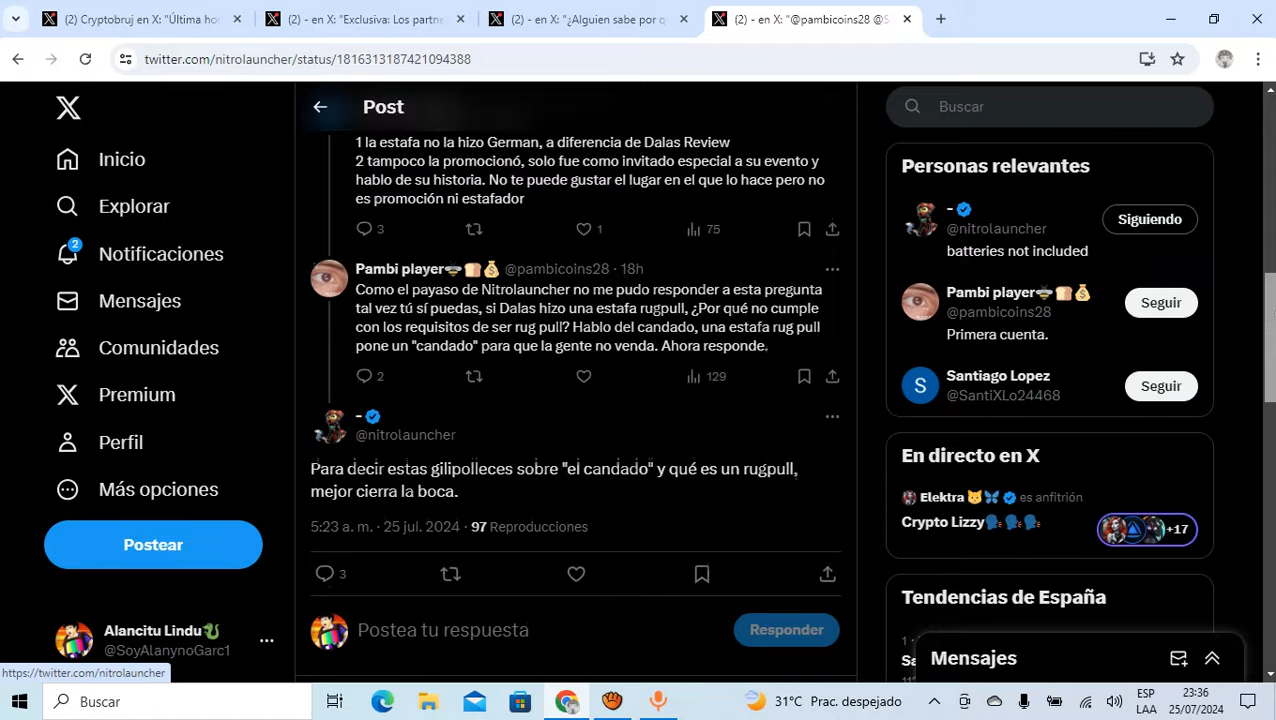 (2) Cryptobruj en X: "Última ho
(2) - en X: "Exclusiva: Los partne
(2) - en X: "¿Alguien sabe por q
(2) - en X: "@pambicoins28 @S
twitter.com/nitrolauncher/status/1816313187421094388
Inicio
Explorar
2
Notificaciones
Mensajes
Comunidades
Premium
Perfil
Más opciones
Postear
Alancitu Lindu
@SoyAlanynoGarc1
https://twitter.com/nitrolauncher
Post
1 la estafa no la hizo German, a diferencia de Dalas Review
2 tampoco la promocionó, solo fue como invitado especial a su evento y
hablo de su historia. No te puede gustar el lugar en el que lo hace pero no
es promoción ni estafador
3 1 75
Pambi player @pambicoins28 · 18h
Como el payaso de Nitrolauncher no me pudo responder a esta pregunta
tal vez tú sí puedas, si Dalas hizo una estafa rugpull, ¿Por qué no cumple
con los requisitos de ser rug pull? Hablo del candado, una estafa rug pull
pone un "candado" para que la gente no venda. Ahora responde.
2 129
-
@nitrolauncher
Para decir estas gilipolleces sobre "el candado" y qué es un rugpull,
mejor cierra la boca.
5:23 a. m. · 25 jul. 2024 · 97 Reproducciones
3
Postea tu respuesta
Responder
Buscar
Personas relevantes
-
@nitrolauncher
Siguiendo
batteries not included
Pambi player
@pambicoins28
Seguir
Primera cuenta.
S
Santiago Lopez
@SantiXLo24468
Seguir
En directo en X
Elektra es anfitrión
Crypto Lizzy
+17
Tendencias de España
Mensajes
Buscar
31°C Prac. despejado
ESP
LAA
23:36
25/07/2024